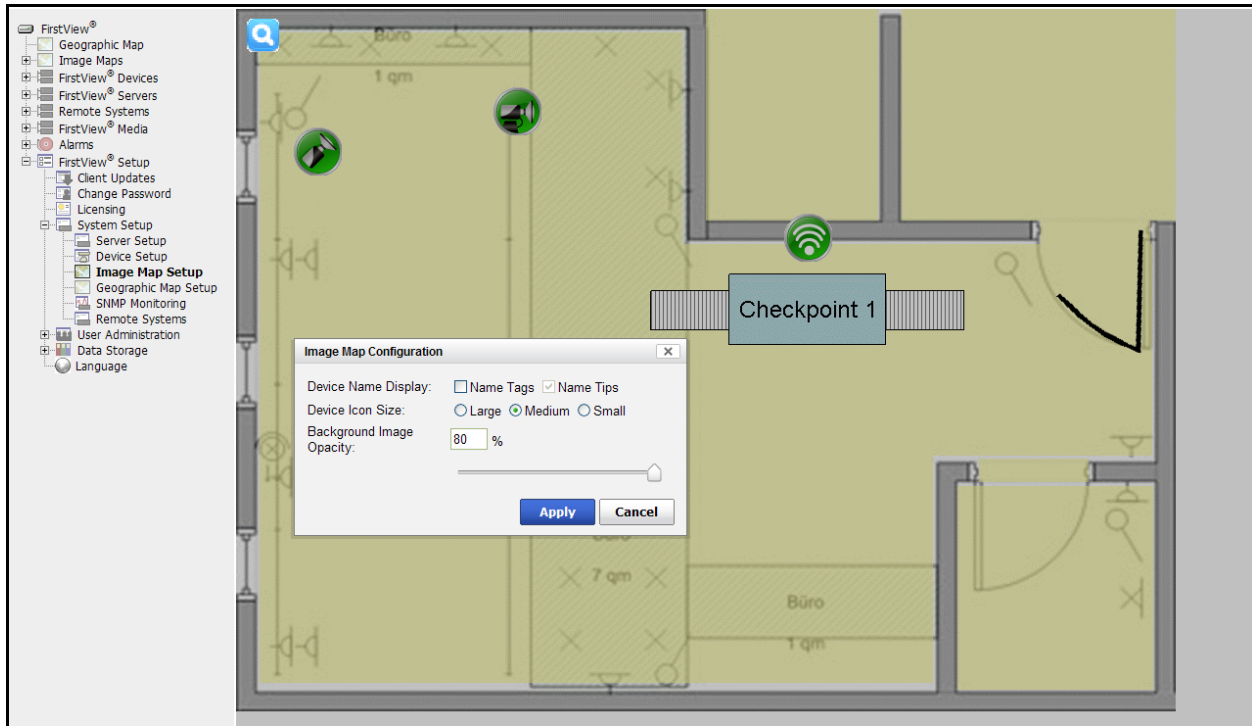 FirstView®
Geographic Map
Image Maps
FirstView® Devices
FirstView® Servers
Remote Systems
FirstView® Media
Alarms
FirstView® Setup
Client Updates
Change Password
Licensing
System Setup
Server Setup
Device Setup
Image Map Setup
Geographic Map Setup
SNMP Monitoring
Remote Systems
User Administration
Data Storage
Language
Büro
1 qm
Checkpoint 1
Image Map Configuration
Device Name Display: Name Tags Name Tips
Device Icon Size: Large Medium Small
Background Image
Opacity: 80 %
Apply Cancel
7 qm
Büro
1 qm